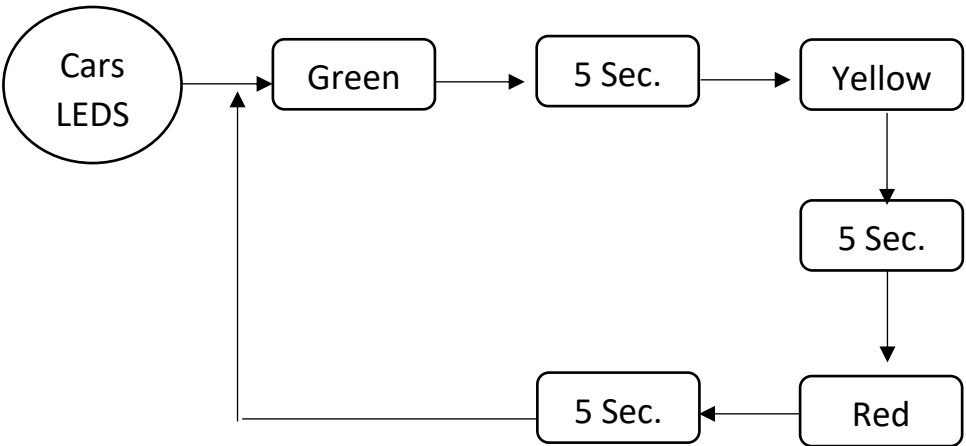 Cars
LEDS
Green
5 Sec.
Yellow
5 Sec.
Red
5 Sec.